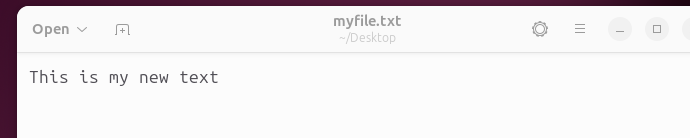 Open
myfile.txt
~/Desktop
This is my new text